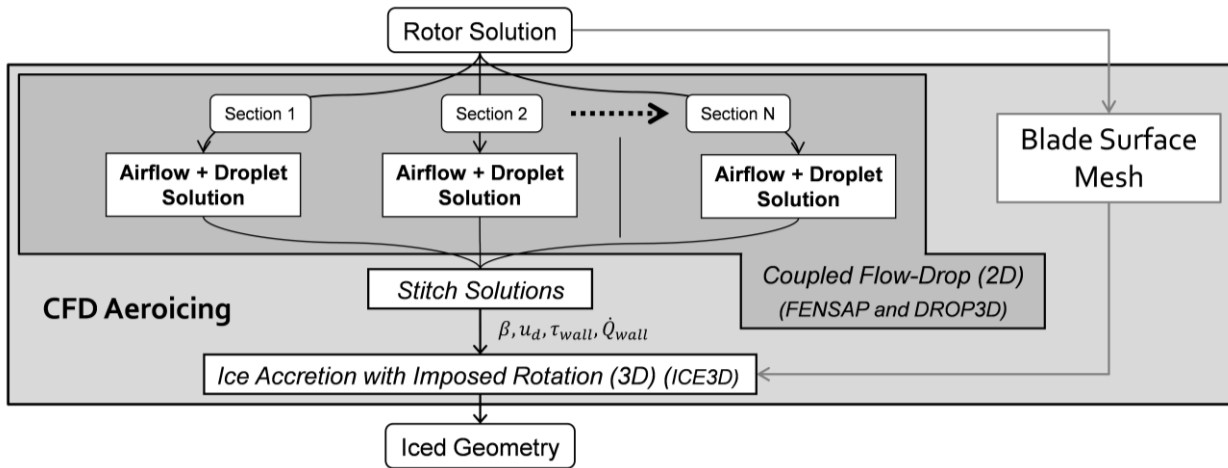 Rotor Solution
Section 1
Section 2
Section N
Airflow + Droplet
Solution
Airflow + Droplet
Solution
Airflow + Droplet
Solution
Blade Surface
Mesh
Coupled Flow-Drop (2D)
(FENSAP and DROP3D)
Stitch Solutions
CFD Aeroicing
β, u_d, τ_wall, Q̇_wall
Ice Accretion with Imposed Rotation (3D) (ICE3D)
Iced Geometry